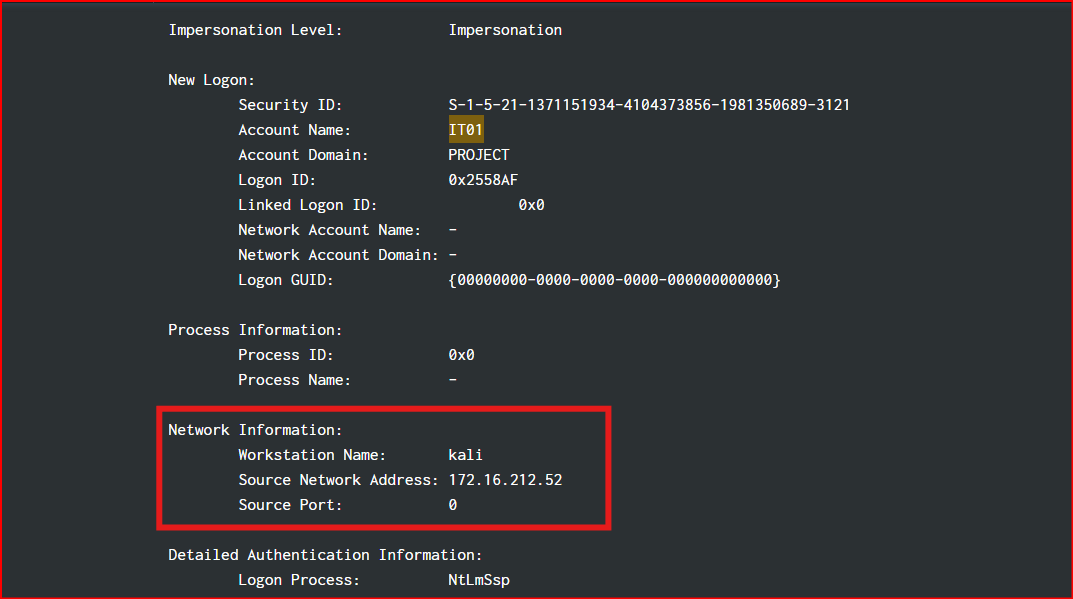 Impersonation Level: Impersonation
New Logon:
Security ID: S-1-5-21-1371151934-4104373856-1981350689-3121
Account Name: IT01
Account Domain: PROJECT
Logon ID: 0x2558AF
Linked Logon ID: 0x0
Network Account Name: -
Network Account Domain: -
Logon GUID: {00000000-0000-0000-0000-000000000000}
Process Information:
Process ID: 0x0
Process Name: -
Network Information:
Workstation Name: kali
Source Network Address: 172.16.212.52
Source Port: 0
Detailed Authentication Information:
Logon Process: NtLmSsp